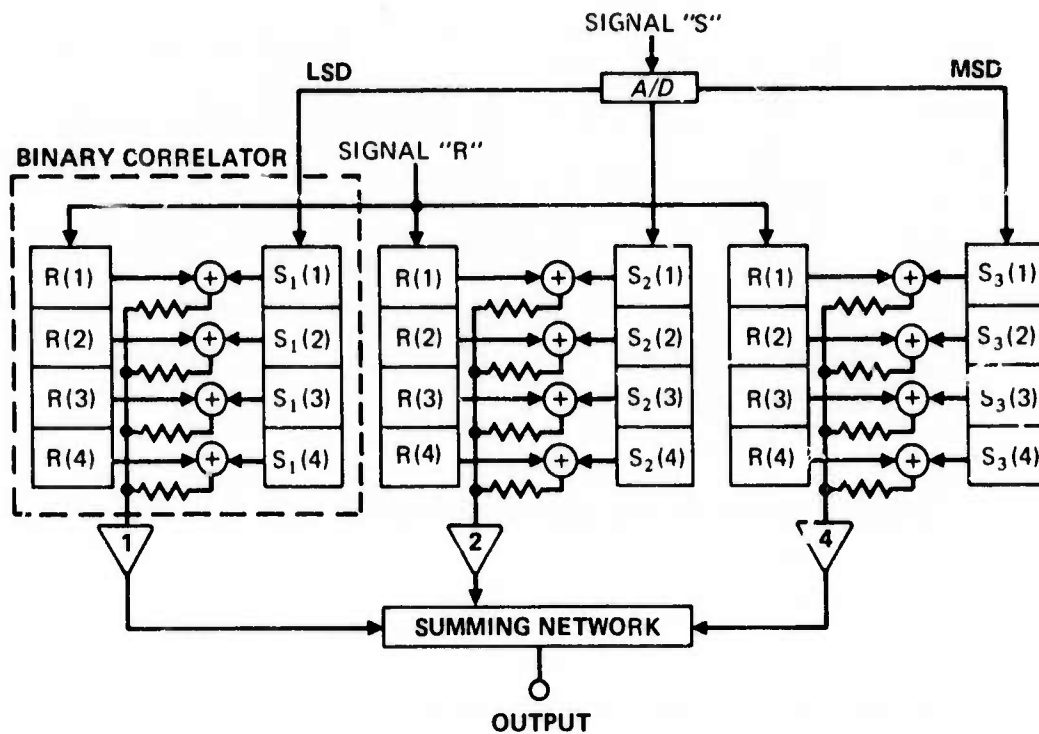 SIGNAL "S"
LSD
A/D
MSD
BINARY CORRELATOR
SIGNAL "R"
R(1) + S₁(1) R(1) + S₂(1) R(1) + S₃(1)
R(2) + S₁(2) R(2) + S₂(2) R(2) + S₃(2)
R(3) + S₁(3) R(3) + S₂(3) R(3) + S₃(3)
R(4) + S₁(4) R(4) + S₂(4) R(4) + S₃(4)
1 2 4
SUMMING NETWORK
OUTPUT